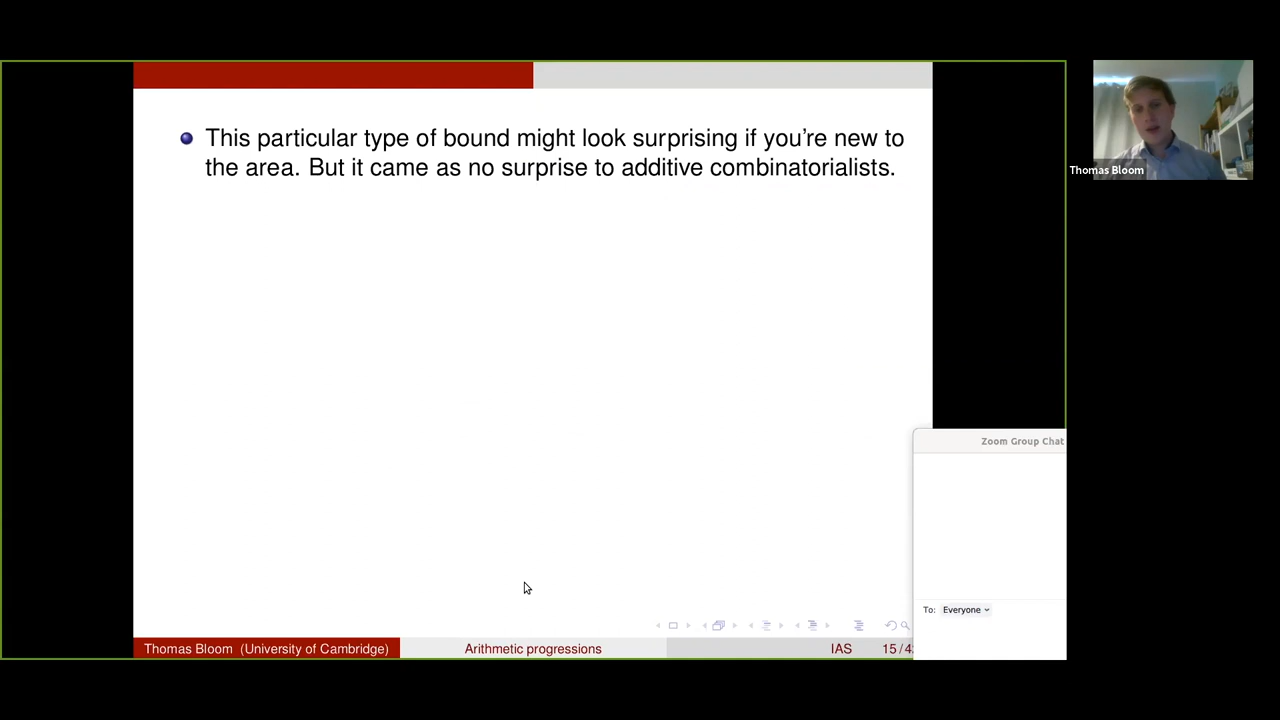 This particular type of bound might look surprising if you're new to
the area. But it came as no surprise to additive combinatorialists.
Thomas Bloom
Zoom Group Chat
To: Everyone
Thomas Bloom (University of Cambridge)
Arithmetic progressions
IAS
15 / 4